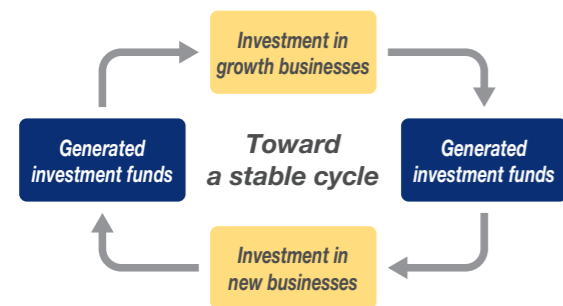 Investment in
growth businesses
Generated
investment funds
Toward
a stable cycle
Generated
investment funds
Investment in
new businesses